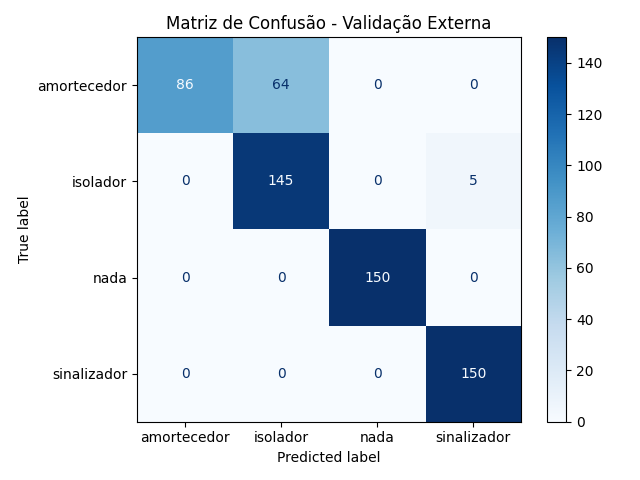 Matriz de Confusão - Validação Externa
amortecedor 86 64 0 0
isolador 0 145 0 5
nada 0 0 150 0
sinalizador 0 0 0 150
amortecedor isolador nada sinalizador
Predicted label
True label
140
120
100
80
60
40
20
0